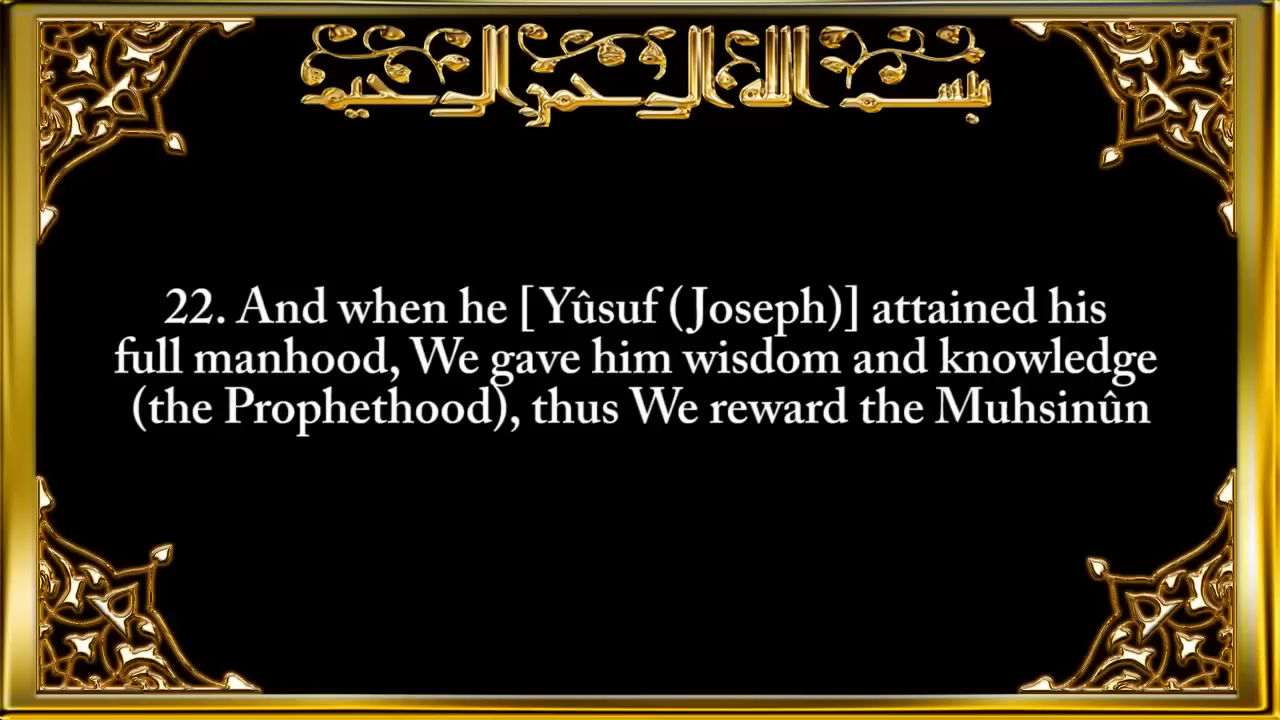 بسم الله الرحمن الرحيم
22. And when he [Yûsuf (Joseph)] attained his
full manhood, We gave him wisdom and knowledge
(the Prophethood), thus We reward the Muhsinûn